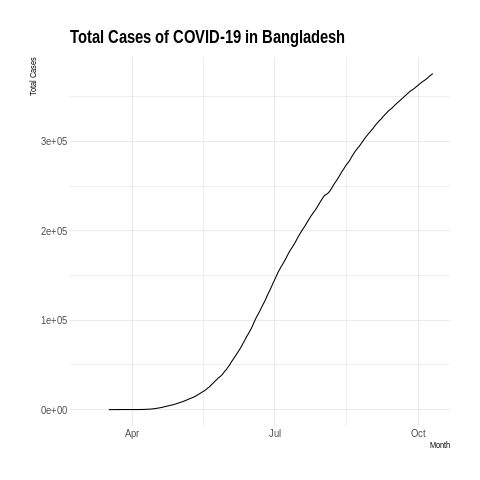 Total Cases of COVID-19 in Bangladesh
Total Cases
3e+05
2e+05
1e+05
0e+00
Apr
Jul
Oct
Month